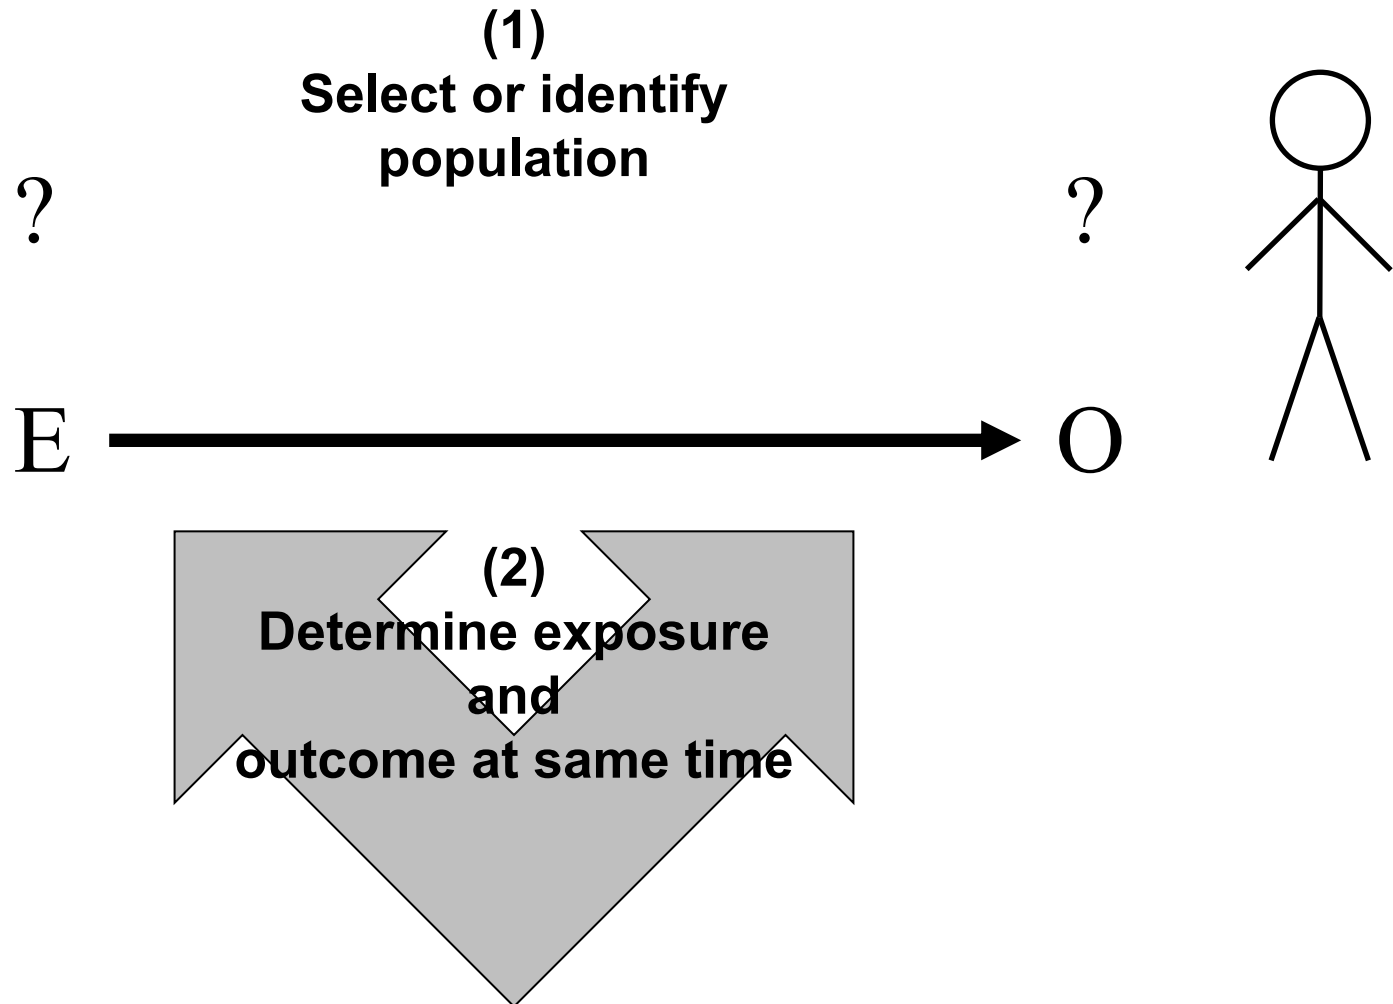 (1)
Select or identify
population
? ?
E O
(2)
Determine exposure
and
outcome at same time